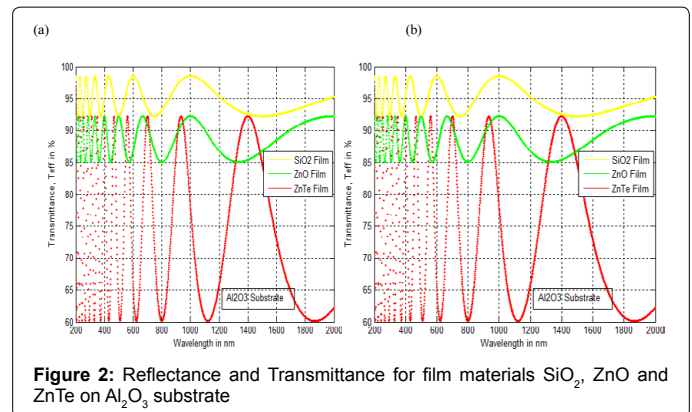 (a) (b)
100
95
90
85
80
75
70
65
60
Transmittance, Teff in %
SiO2 Film
ZnO Film
ZnTe Film
Al2O3 Substrate
200 400 600 800 1000 1200 1400 1600 1800 2000
Wavelength in nm
100
95
90
85
80
75
70
65
60
Transmittance, Teff in %
SiO2 Film
ZnO Film
ZnTe Film
Al2O3 Substrate
200 400 600 800 1000 1200 1400 1600 1800 2000
Wavelength in nm
Figure 2: Reflectance and Transmittance for film materials SiO₂, ZnO and
ZnTe on Al₂O₃ substrate